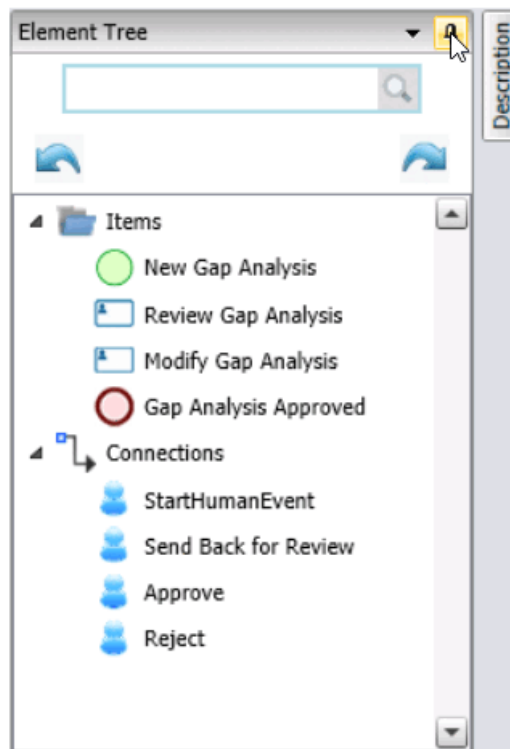 Element Tree
Description
Items
New Gap Analysis
Review Gap Analysis
Modify Gap Analysis
Gap Analysis Approved
Connections
StartHumanEvent
Send Back for Review
Approve
Reject